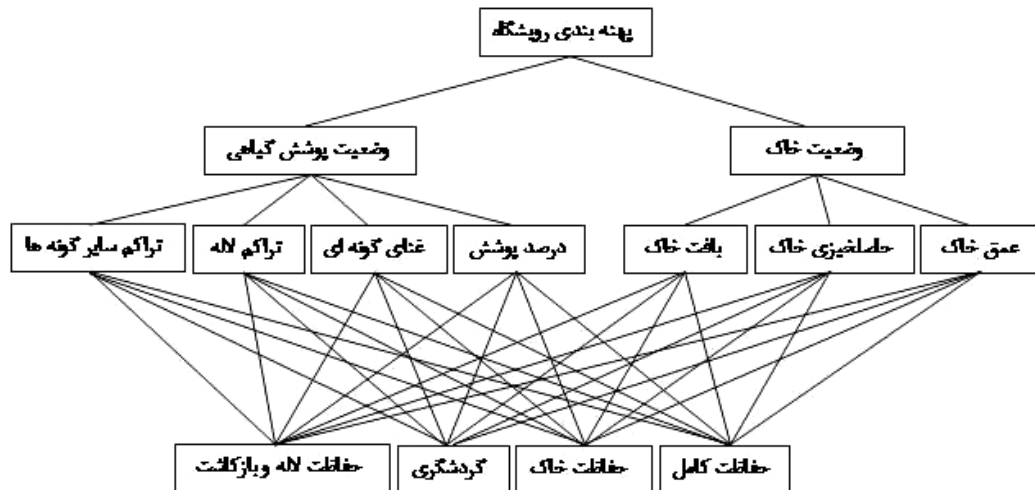 پهنه بندی رویشگاه
وضعیت خاک
وضعیت پوشش گیاهی
عمق خاک
حاصلخیزی خاک
بافت خاک
درصد پوشش
غنای گونه ای
تراکم لاله
تراکم سایر گونه ها
حفاظت کامل
حفاظت خاک
گردشگری
حفاظت لاله و بازکاشت